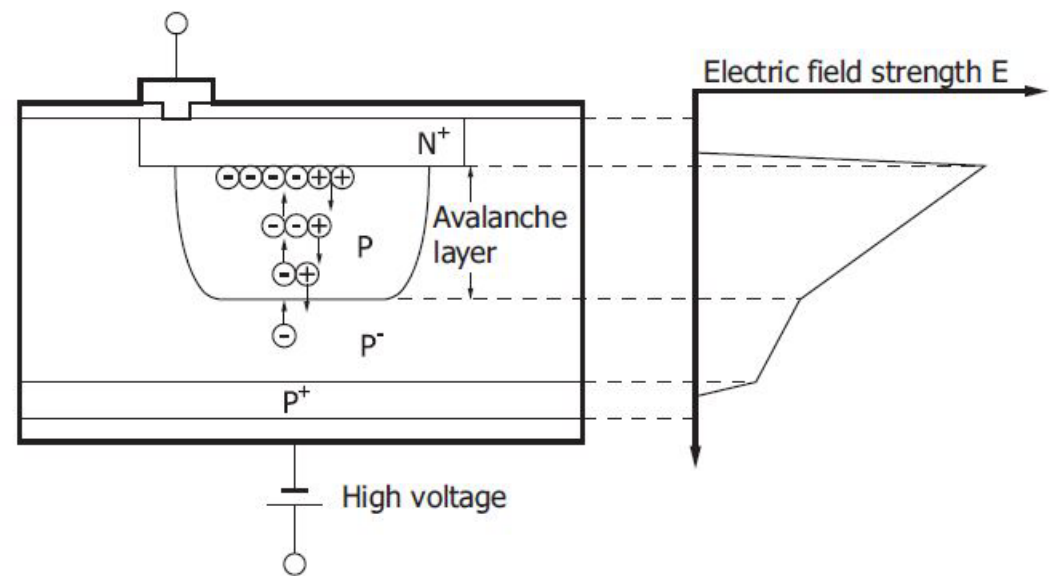 Electric field strength E
N⁺
Avalanche
layer
P
P⁻
P⁺
High voltage